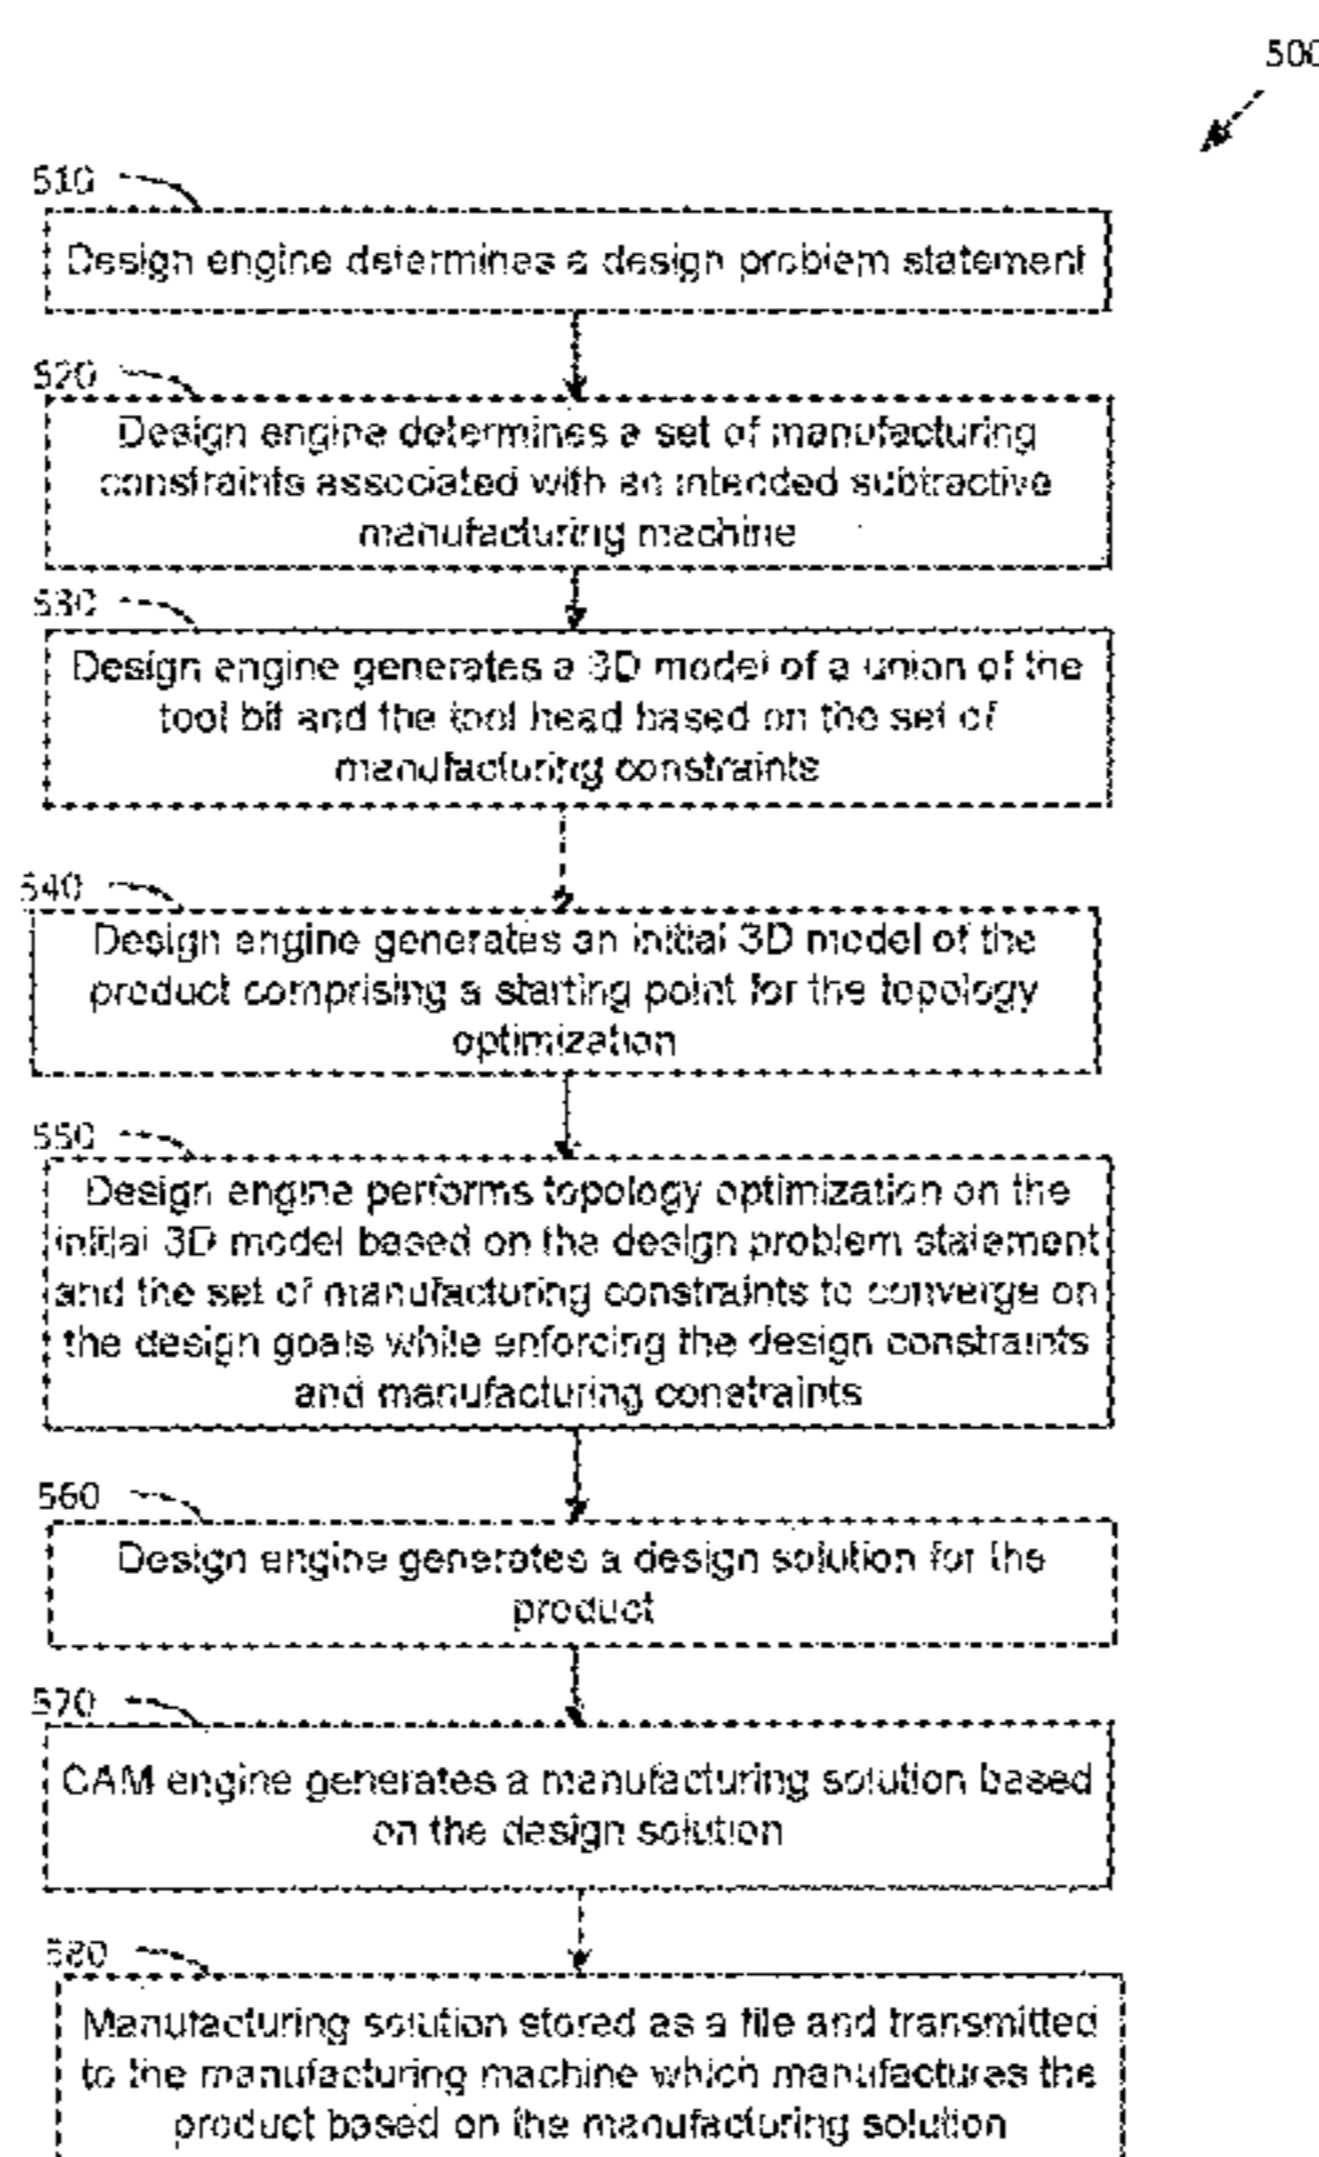 500
510
Design engine determines a design problem statement
520
Design engine determines a set of manufacturing
constraints associated with an intended subtractive
manufacturing machine
530
Design engine generates a 3D model of a union of the
tool bit and the tool head based on the set of
manufacturing constraints
540
Design engine generates an initial 3D model of the
product comprising a starting point for the topology
optimization
550
Design engine performs topology optimization on the
initial 3D model based on the design problem statement
and the set of manufacturing constraints to converge on
the design goals while enforcing the design constraints
and manufacturing constraints
560
Design engine generates a design solution for the
product
570
CAM engine generates a manufacturing solution based
on the design solution
580
Manufacturing solution stored as a file and transmitted
to the manufacturing machine which manufactures the
product based on the manufacturing solution